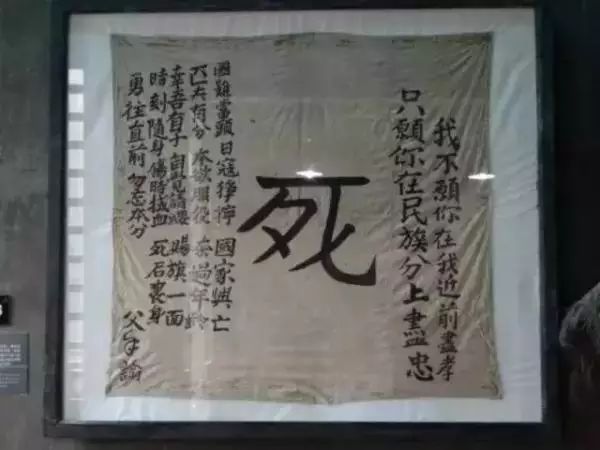 我不願你在我近前盡孝
只願你在民族分上盡忠
死
國難當頭 日寇猙獰 國家興亡
匹夫有分 本欲服役 奈過年齡
幸吾有子 自覺請纓 賜旗一面
時刻隨身 傷時拭血 死后裹身
勇往直前 勿忘本分
父手諭